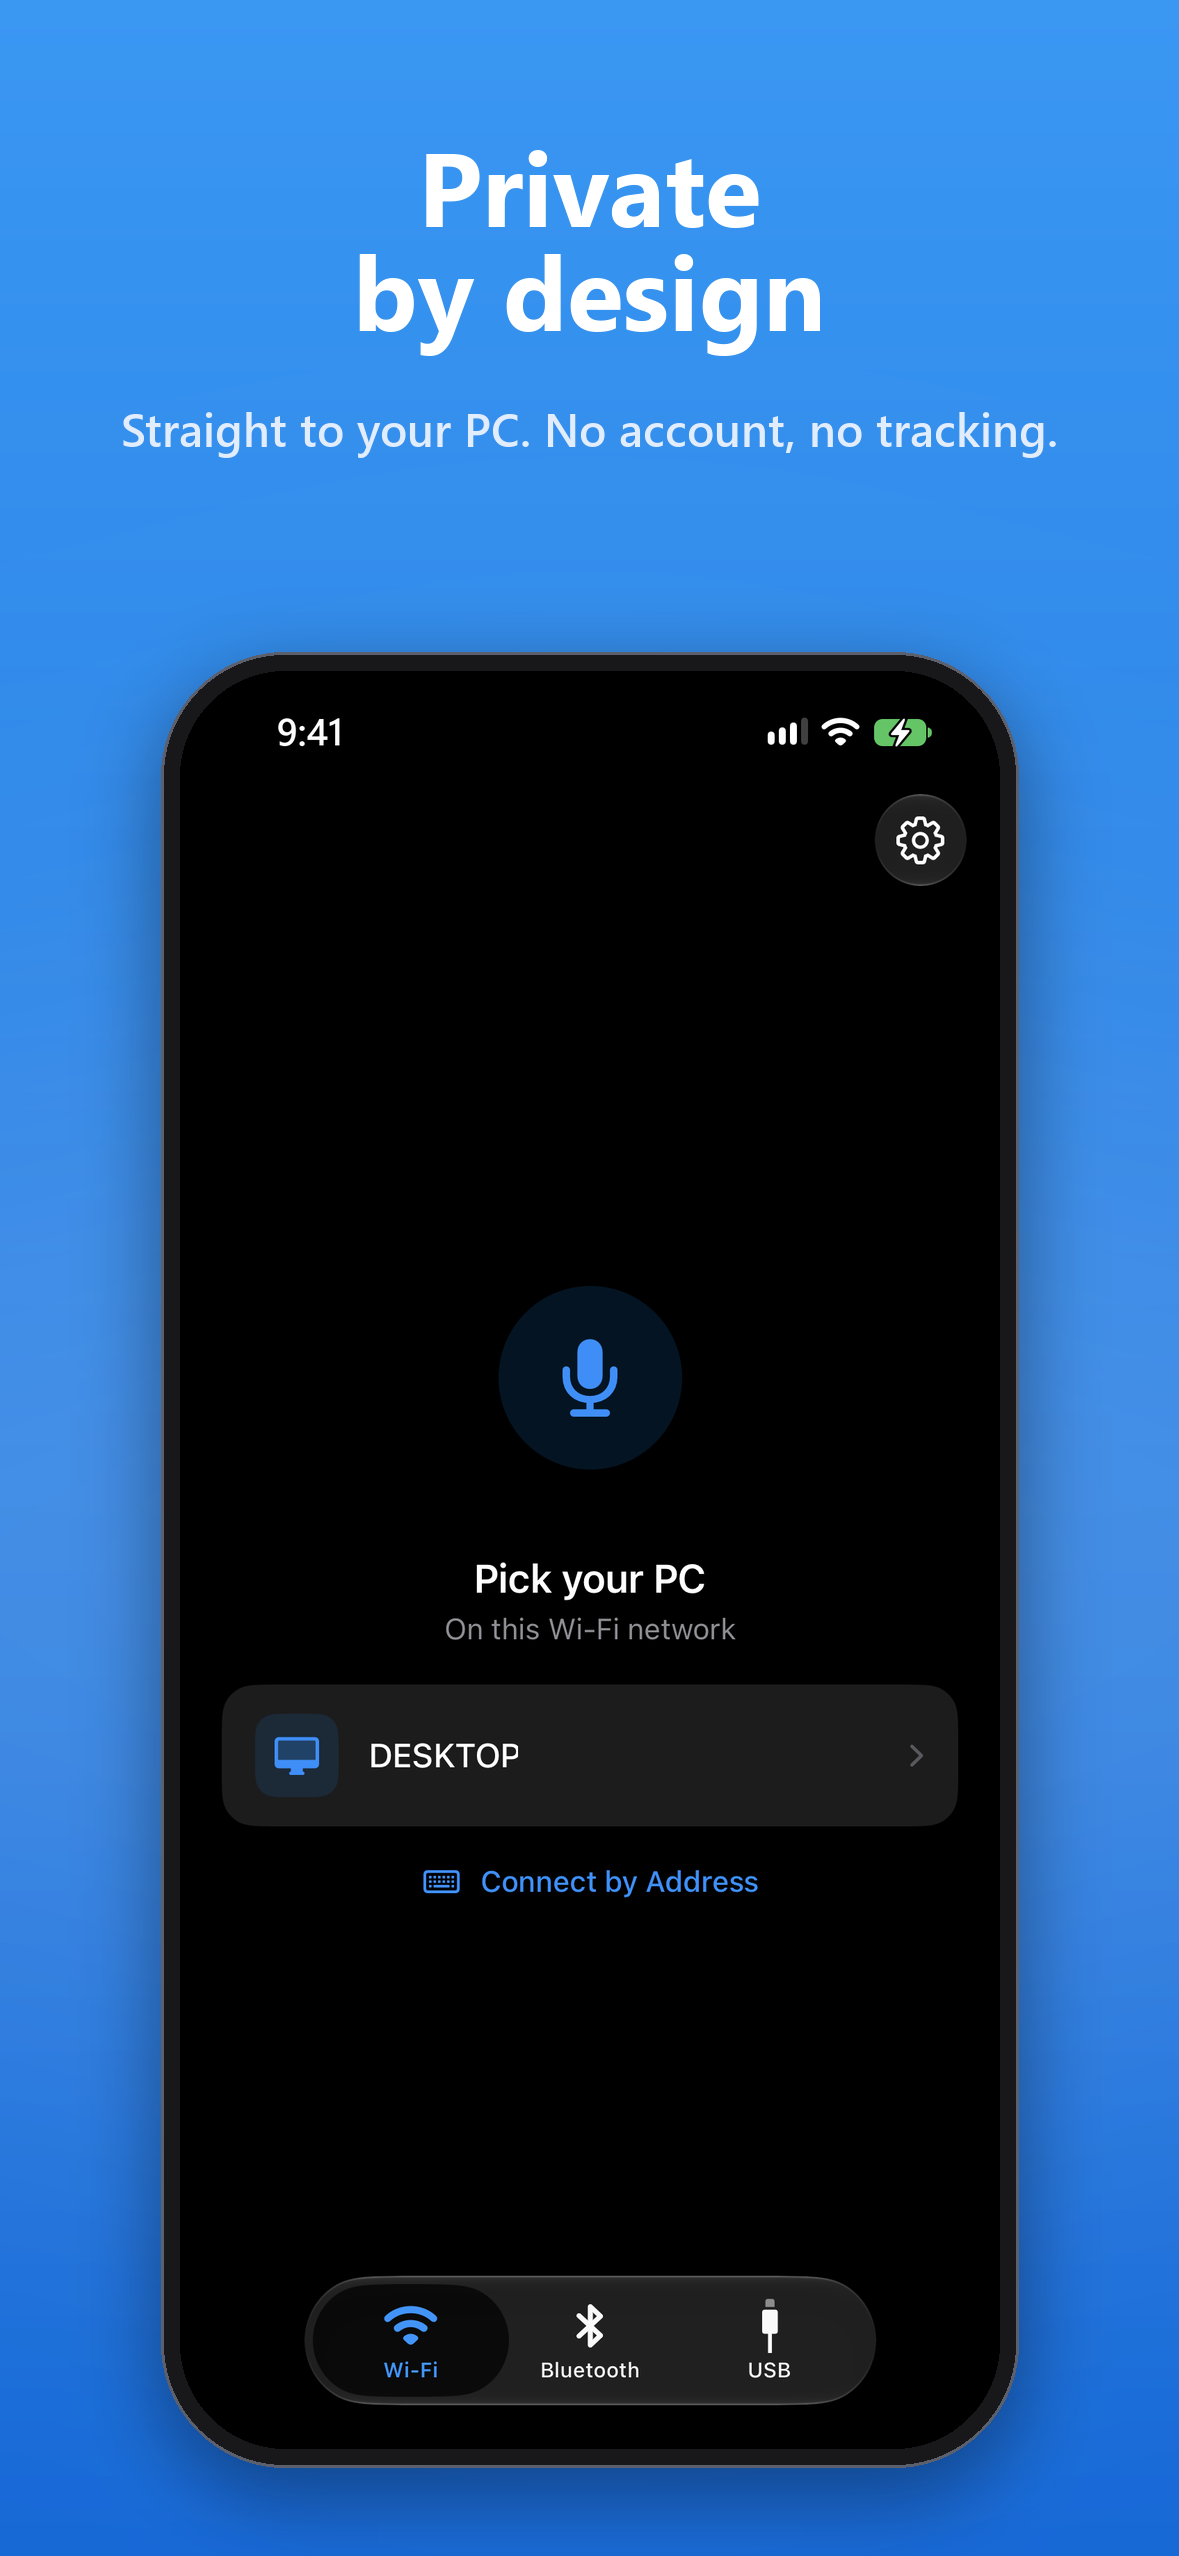 Private
by design
Straight to your PC. No account, no tracking.
9:41
Pick your PC
On this Wi-Fi network
DESKTOP
Connect by Address
Wi-Fi
Bluetooth
USB